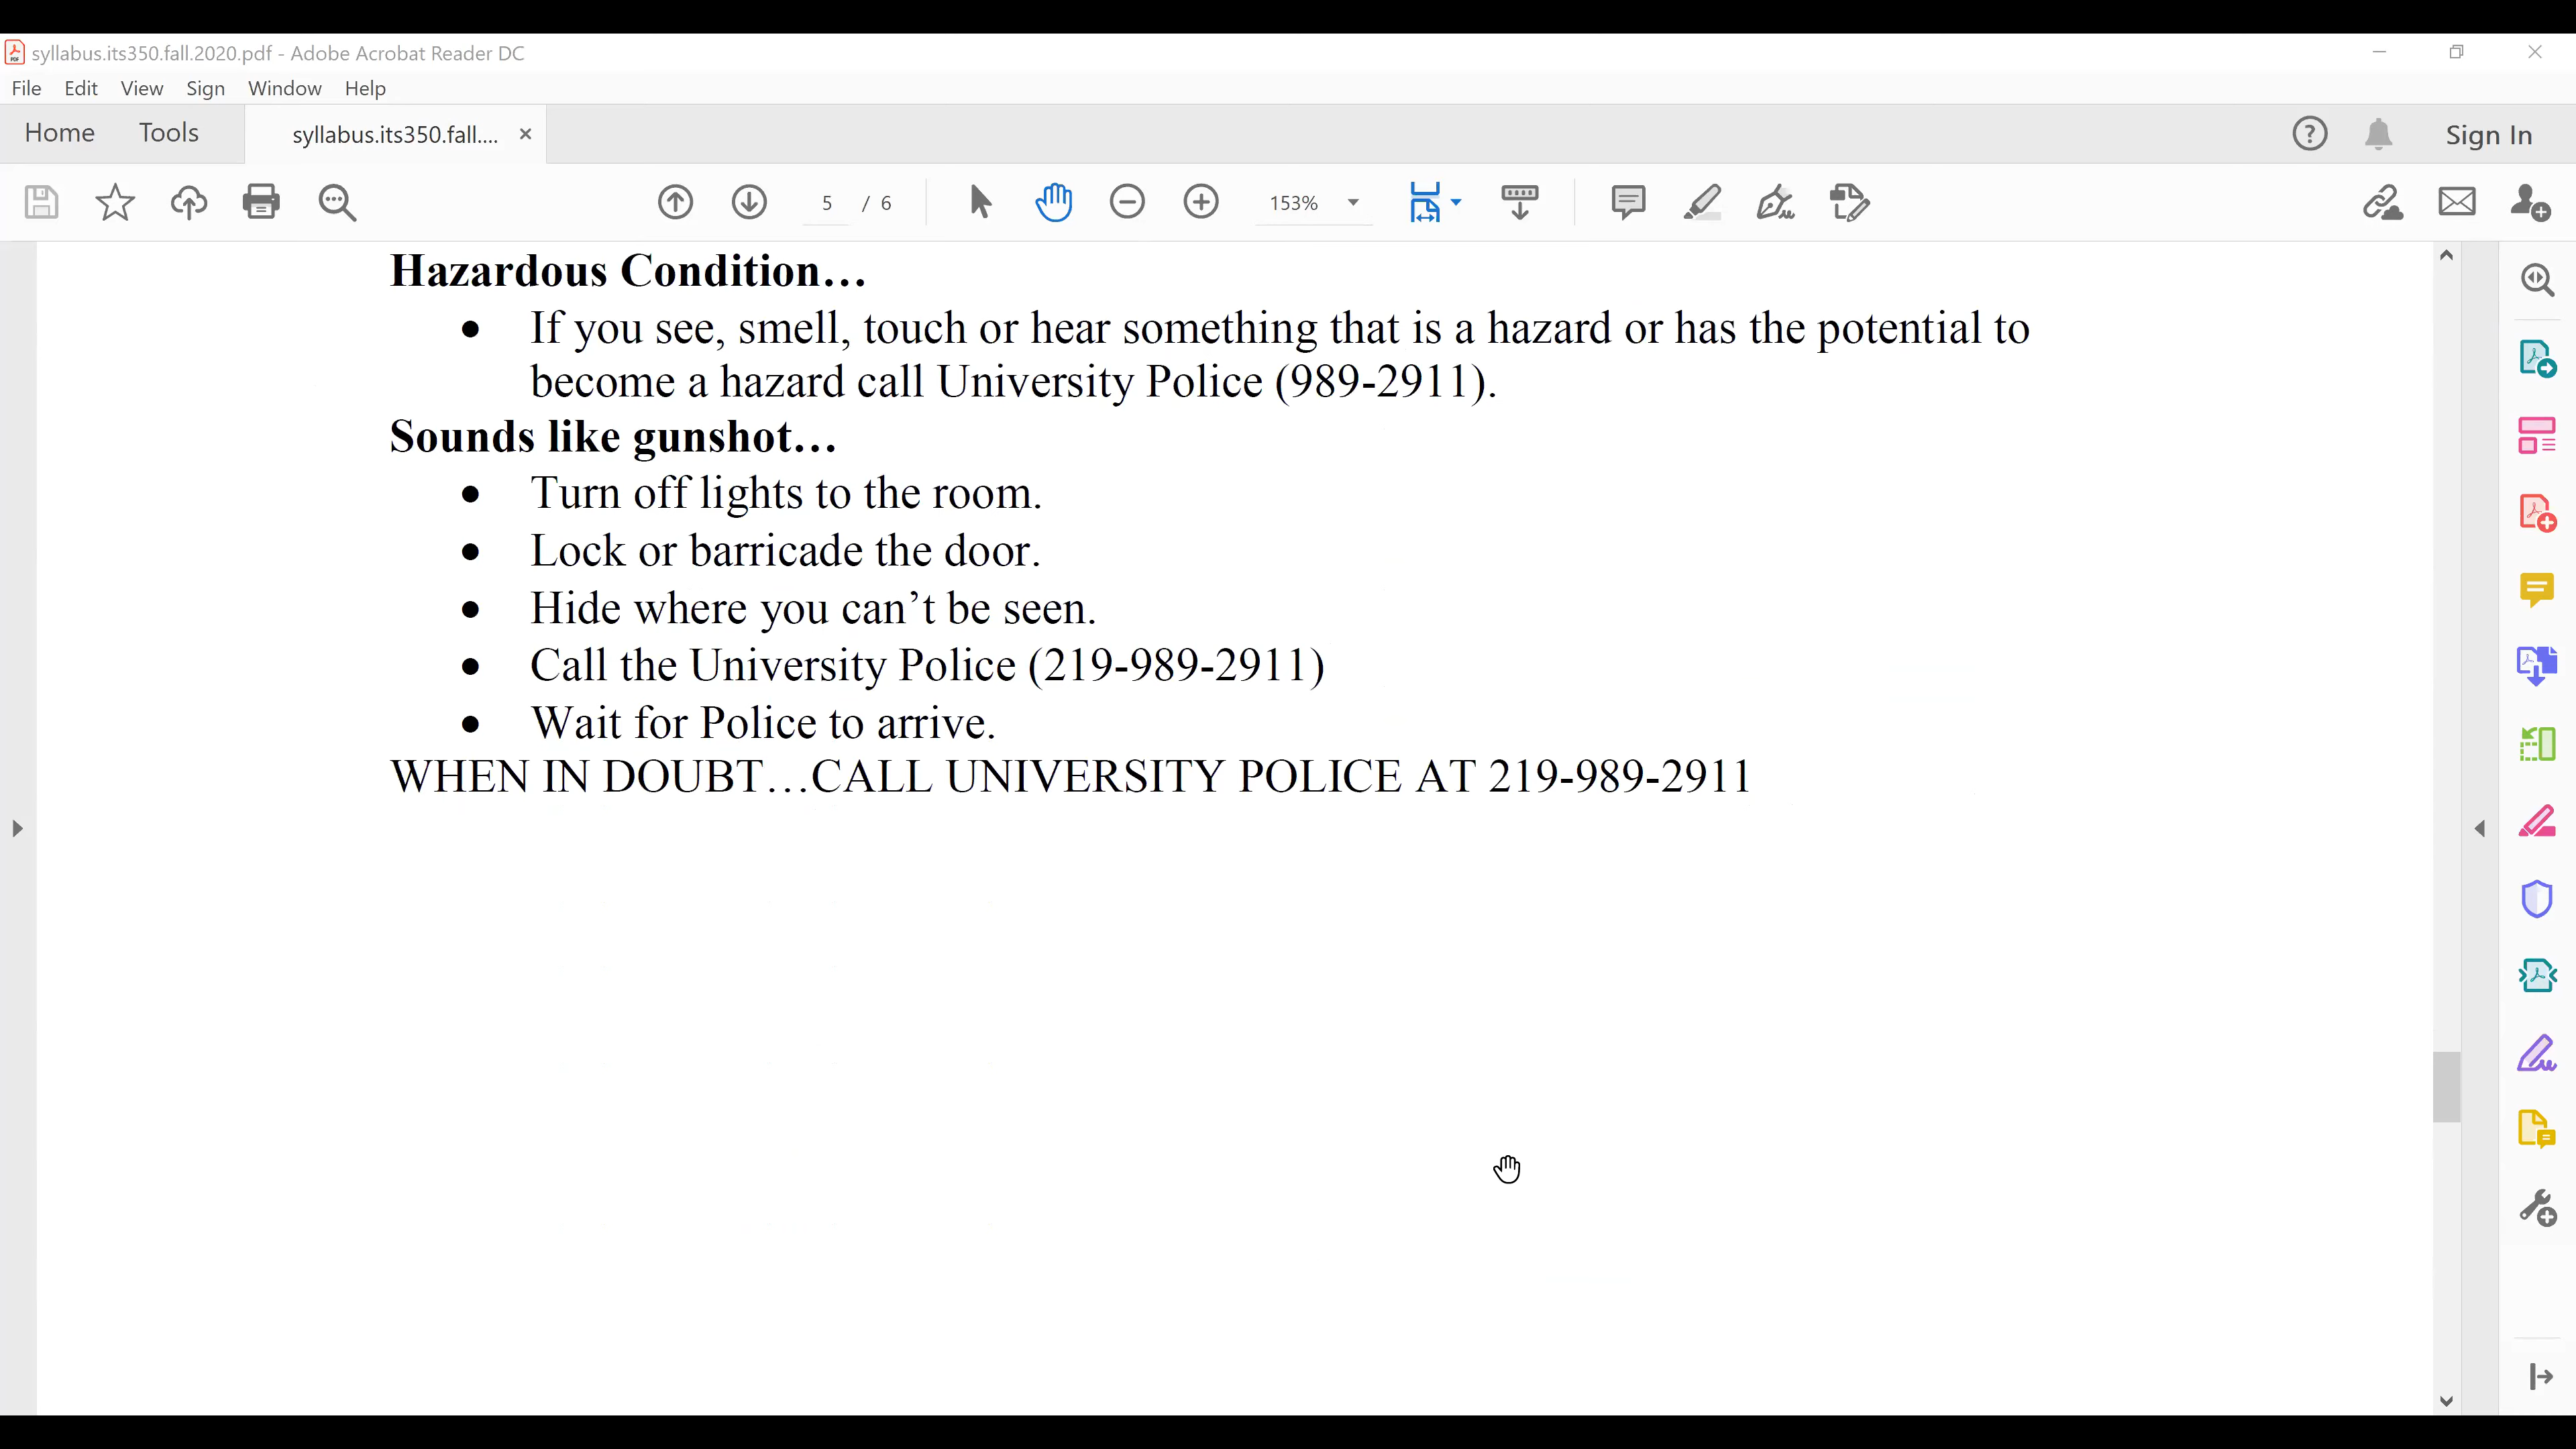 syllabus.its350.fall.2020.pdf - Adobe Acrobat Reader DC
File Edit View Sign Window Help
Home Tools syllabus.its350.fall.... Sign In
5 / 6 153%
Hazardous Condition…
• If you see, smell, touch or hear something that is a hazard or has the potential to
become a hazard call University Police (989-2911).
Sounds like gunshot…
• Turn off lights to the room.
• Lock or barricade the door.
• Hide where you can’t be seen.
• Call the University Police (219-989-2911)
• Wait for Police to arrive.
WHEN IN DOUBT…CALL UNIVERSITY POLICE AT 219-989-2911